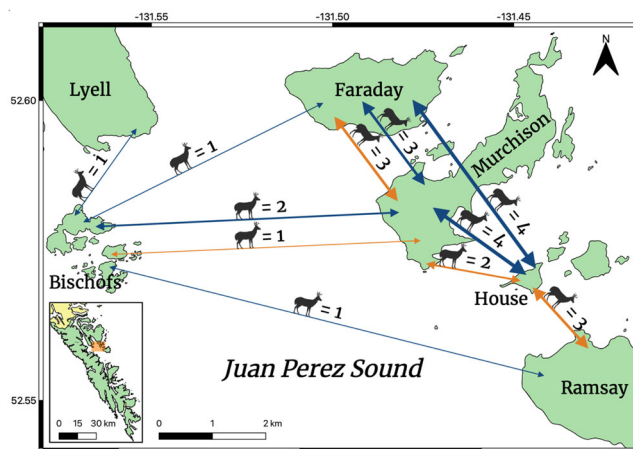 -131.55
-131.50
-131.45
N
Lyell
Faraday
52.60
Murchison
= 3
= 3
= 4
= 1
= 1
= 2
= 4
= 1
= 2
Bischofs
House
= 1
= 3
Juan Perez Sound
Ramsay
52.55
0 15 30 km
0 1 2 km